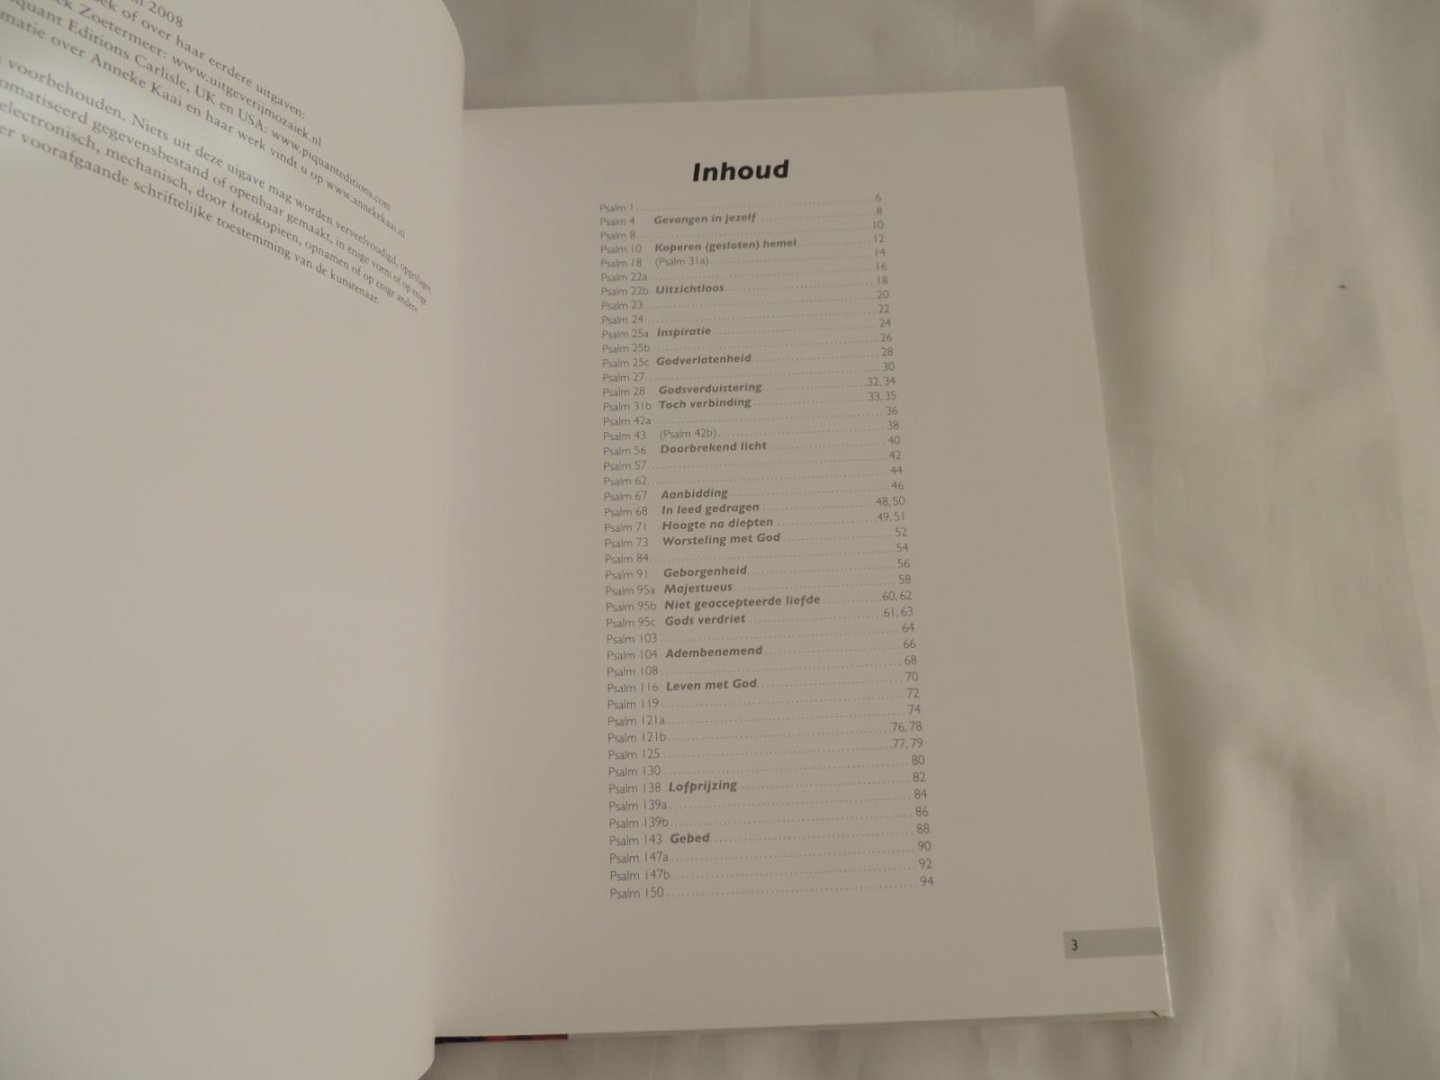 2008
ek of over haar eerdere uitgaven:
ek Zoetermeer: www.uitgeverijmozaiek.nl
quant Editions Carlisle, UK en USA: www.piquanteditions.com
matie over Anneke Kaai en haar werk vindt u op www.annekekaai.nl
voorbehouden. Niets uit deze uigave mag worden verveelvoudigd, opgeslagen
omatiseerd gegevensbestand of openbaar gemaakt, in enige vorm of op enige
electronisch, mechanisch, door fotokopieën, opnamen of op enige andere
er voorafgaande schriftelijke toestemming van de kunstenaar.
Inhoud
Psalm 1 6
Psalm 4 Gevangen in jezelf 8
Psalm 8 10
Psalm 10 Koperen (gesloten) hemel 12
Psalm 18 (Psalm 31a) 14
Psalm 22a 16
Psalm 22b Uitzichtloos 18
Psalm 23 20
Psalm 24 22
Psalm 25a Inspiratie 24
Psalm 25b 26
Psalm 25c Godverlatenheid 28
Psalm 27 30
Psalm 28 Godsverduistering 32, 34
Psalm 31b Toch verbinding 33, 35
Psalm 42a 36
Psalm 43 (Psalm 42b) 38
Psalm 56 Doorbrekend licht 40
Psalm 57 42
Psalm 62 44
Psalm 67 Aanbidding 46
Psalm 68 In leed gedragen 48, 50
Psalm 71 Hoogte na diepten 49, 51
Psalm 73 Worsteling met God 52
Psalm 84 54
Psalm 91 Geborgenheid 56
Psalm 95a Majestueus 58
Psalm 95b Niet geaccepteerde liefde 60, 62
Psalm 95c Gods verdriet 61, 63
Psalm 103 64
Psalm 104 Adembenemend 66
Psalm 108 68
Psalm 116 Leven met God 70
Psalm 119 72
Psalm 121a 74
Psalm 121b 76, 78
Psalm 125 77, 79
Psalm 130 80
Psalm 138 Lofprijzing 82
Psalm 139a 84
Psalm 139b 86
Psalm 143 Gebed 88
Psalm 147a 90
Psalm 147b 92
Psalm 150 94
3